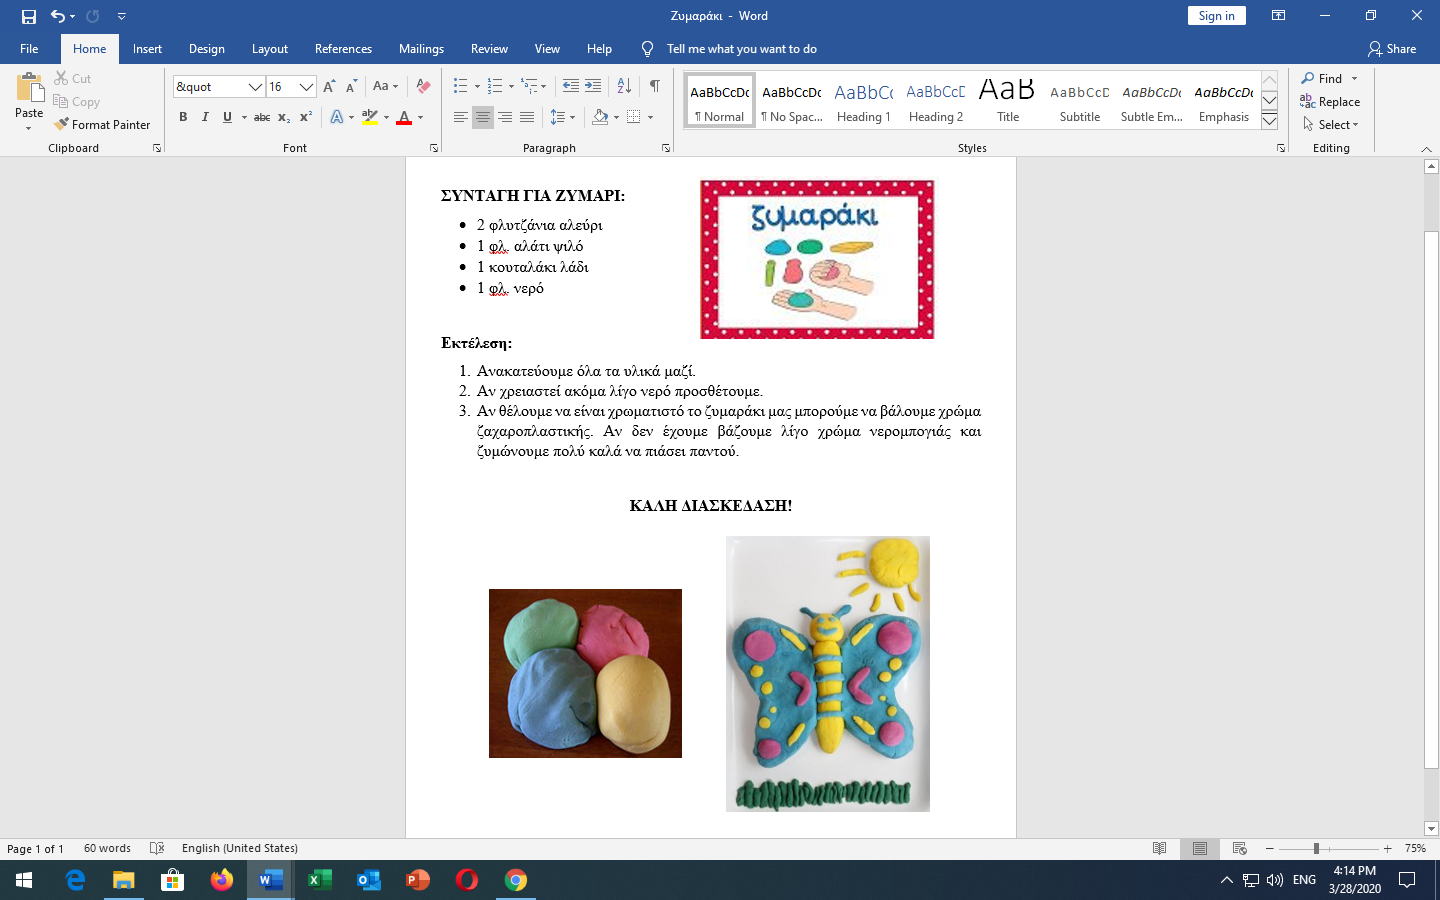 Ζυμαράκι - Word
Sign in
File Home Insert Design Layout References Mailings Review View Help Tell me what you want to do Share
Paste
Cut
Copy
Format Painter
Clipboard
&quot 16
Font
Paragraph
AaBbCcDc AaBbCcDc AaBbCc AaBbCcD AaB AaBbCcD AaBbCcDc AaBbCcDc
¶ Normal ¶ No Spac... Heading 1 Heading 2 Title Subtitle Subtle Em... Emphasis
Styles
Find
Replace
Select
Editing
ΣΥΝΤΑΓΗ ΓΙΑ ΖΥΜΑΡΙ:
• 2 φλυτζάνια αλεύρι
• 1 φλ. αλάτι ψιλό
• 1 κουταλάκι λάδι
• 1 φλ. νερό
ζυμαράκι
Εκτέλεση:
1. Ανακατεύουμε όλα τα υλικά μαζί.
2. Αν χρειαστεί ακόμα λίγο νερό προσθέτουμε.
3. Αν θέλουμε να είναι χρωματιστό το ζυμαράκι μας μπορούμε να βάλουμε χρώμα
ζαχαροπλαστικής. Αν δεν έχουμε βάζουμε λίγο χρώμα νερομπογιάς και
ζυμώνουμε πολύ καλά να πιάσει παντού.
ΚΑΛΗ ΔΙΑΣΚΕΔΑΣΗ!
Page 1 of 1 60 words English (United States) 75%
ENG
4:14 PM
3/28/2020